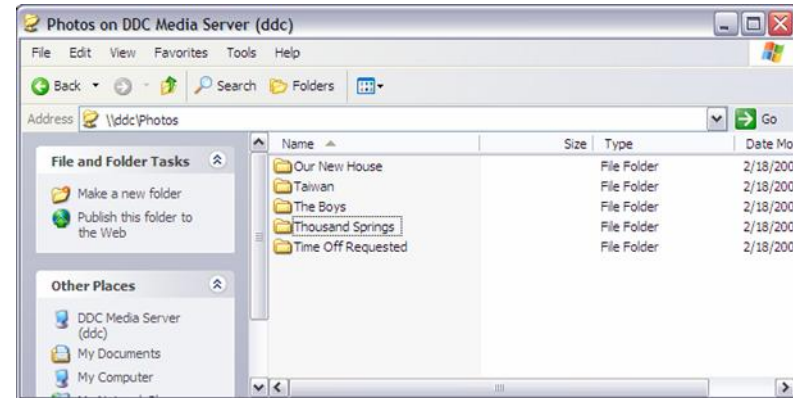 Photos on DDC Media Server (ddc)
File Edit View Favorites Tools Help
Back Search Folders
Address \\ddc\Photos Go
Name Size Type Date Mo
File and Folder Tasks
Make a new folder
Publish this folder to
the Web
Other Places
DDC Media Server
(ddc)
My Documents
My Computer
Our New House File Folder 2/18/200
Taiwan File Folder 2/18/200
The Boys File Folder 2/18/200
Thousand Springs File Folder 2/18/200
Time Off Requested File Folder 2/18/200